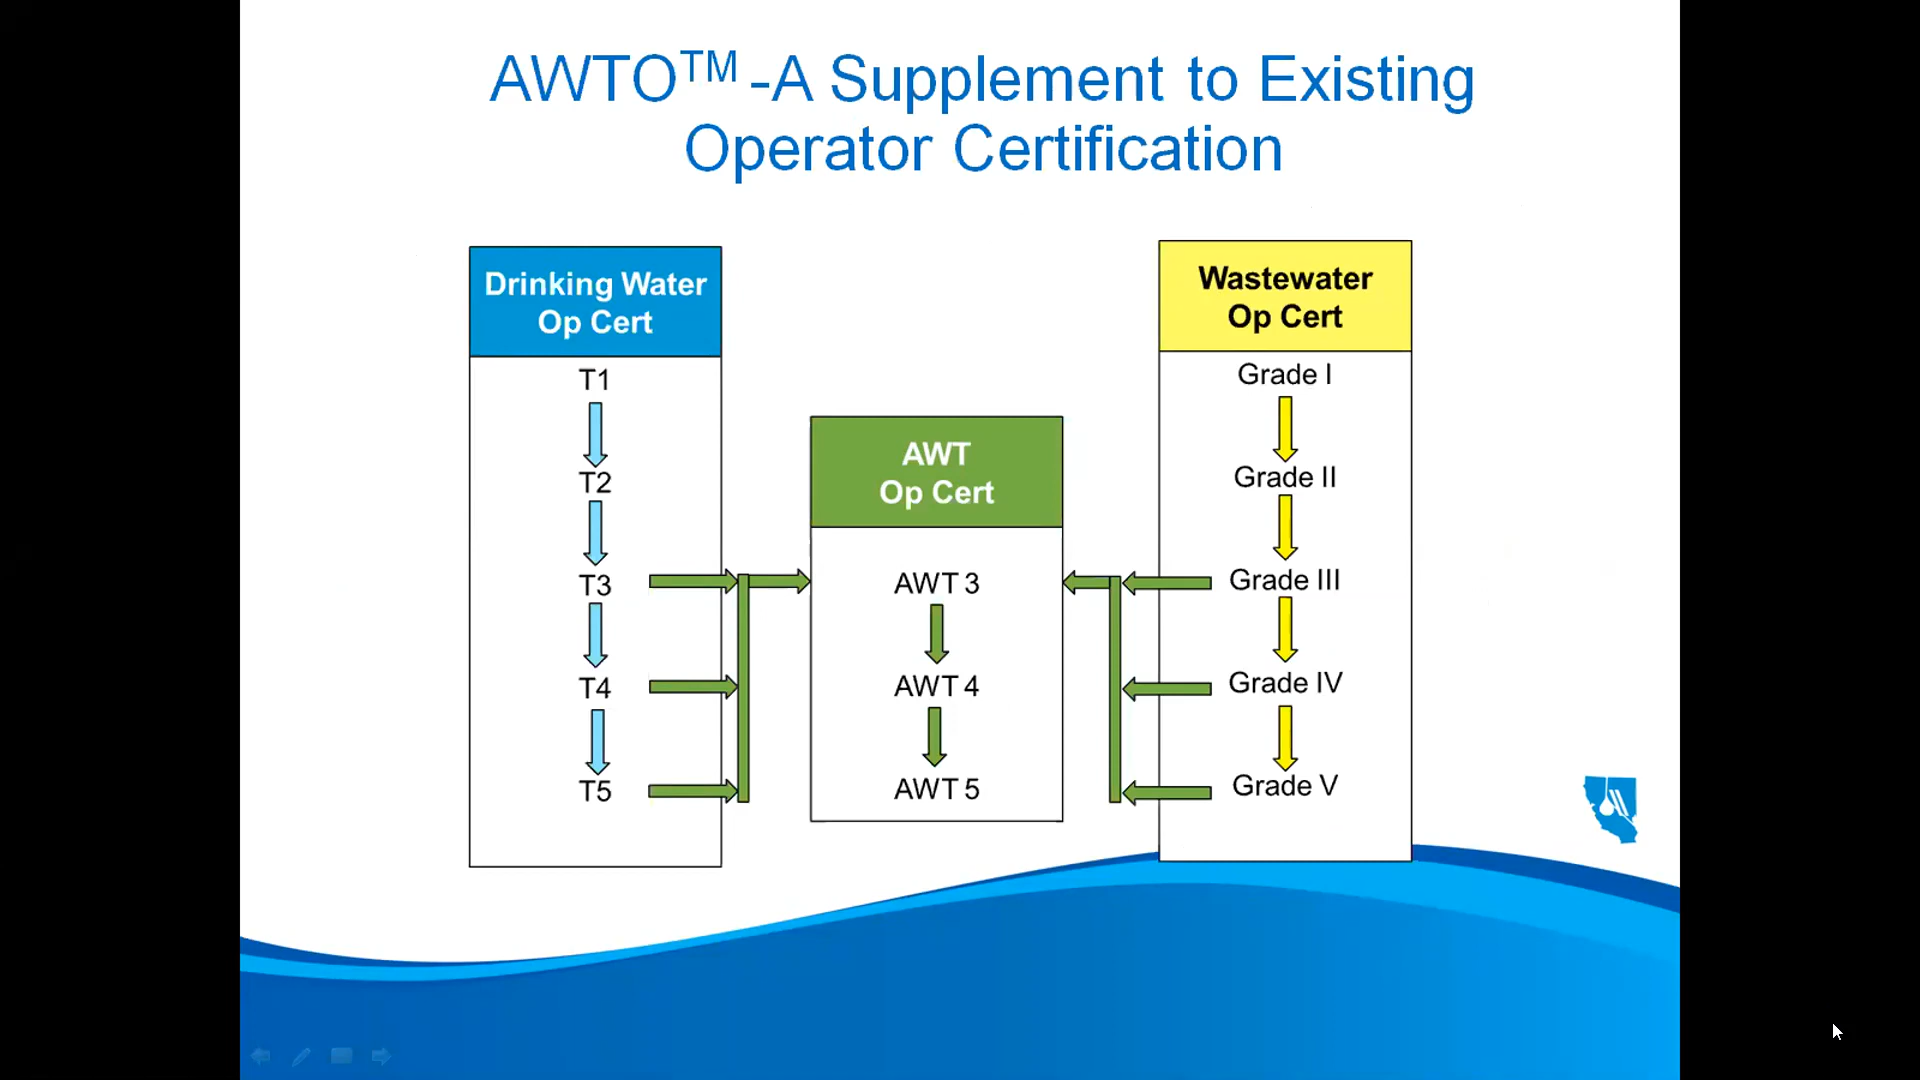 AWTO™ -A Supplement to Existing
Operator Certification
Drinking Water
Op Cert
T1
T2
T3
T4
T5
AWT
Op Cert
AWT 3
AWT 4
AWT 5
Wastewater
Op Cert
Grade I
Grade II
Grade III
Grade IV
Grade V